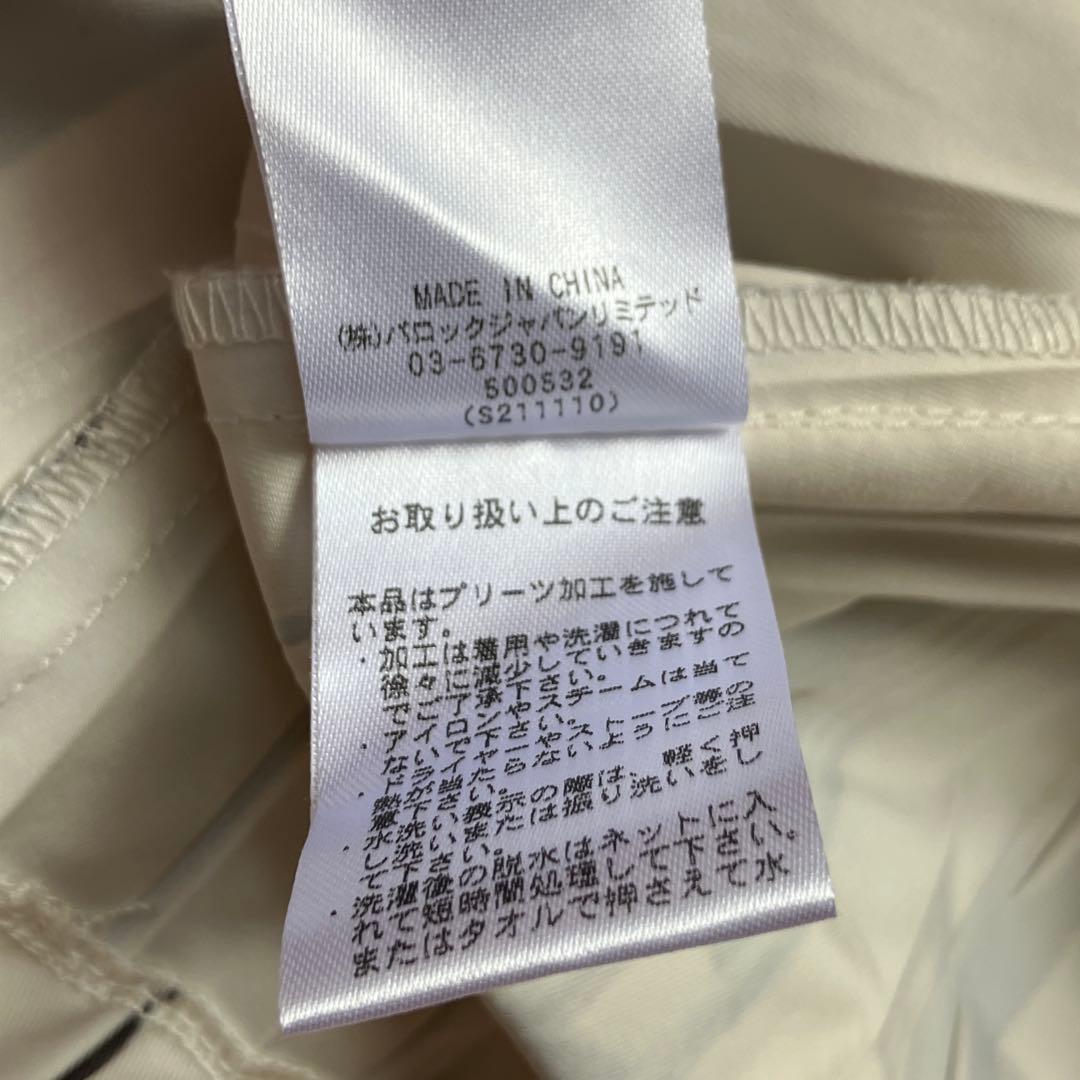 MADE IN CHINA
(株)バロックジャパンリミテッド
03-6730-9191
500532
(S211110)
お取り扱い上のご注意
本品はプリーツ加工を施して
います。
・加工は着用や洗濯につれて
徐々に減少していきますの
でご了承下さい。
・アイロンやスチームは当て
ないで下さい。
・ドライヤーやストーブ等の
熱が当たらないようにご注
意下さい。
・水洗い表示の際は、軽く押
し洗いまたは振り洗いをし
て下さい。
・洗濯後の脱水はネットに入
れて短時間処理して下さい。
またはタオルで押さえて水